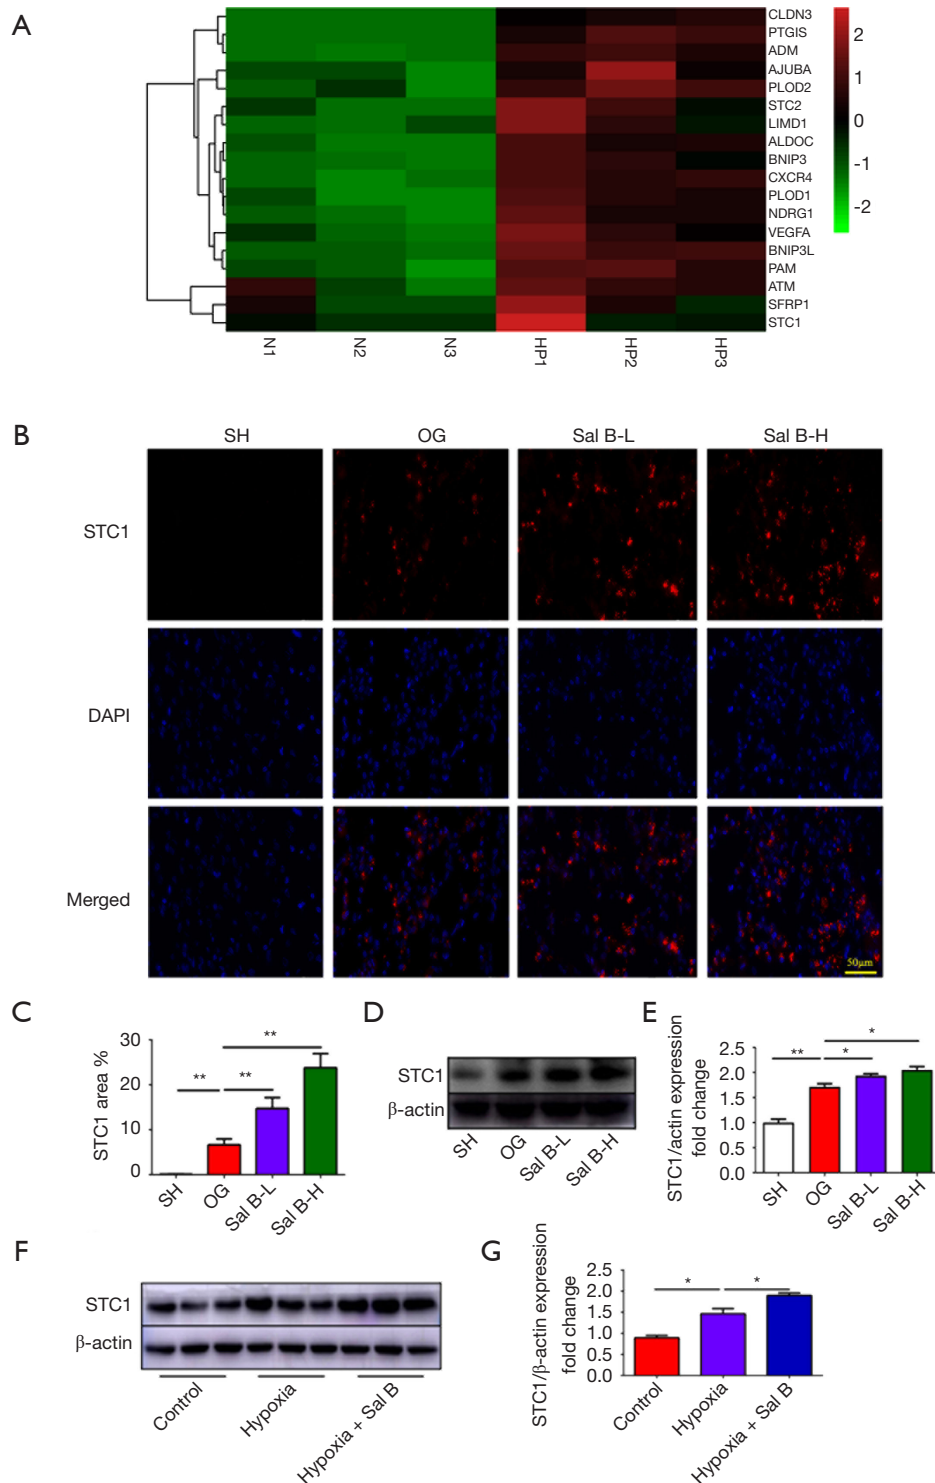 A
CLDN3
PTGIS
ADM
AJUBA
PLOD2
STC2
LIMD1
ALDOC
BNIP3
CXCR4
PLOD1
NDRG1
VEGFA
BNIP3L
PAM
ATM
SFRP1
STC1
2
1
0
-1
-2
N1 N2 N3 HP1 HP2 HP3
B
SH OG Sal B-L Sal B-H
STC1
DAPI
Merged
50μm
C
STC1 area %
30
20
10
0
** ** **
SH OG Sal B-L Sal B-H
D
STC1
β-actin
SH OG Sal B-L Sal B-H
E
STC1/actin expression
fold change
2.5
2.0
1.5
1.0
0.5
0.0
** * *
SH OG Sal B-L Sal B-H
F
STC1
β-actin
Control Hypoxia Hypoxia + Sal B
G
STC1/β-actin expression
fold change
2.5
2.0
1.5
1.0
0.5
0.0
* *
Control Hypoxia Hypoxia + Sal B